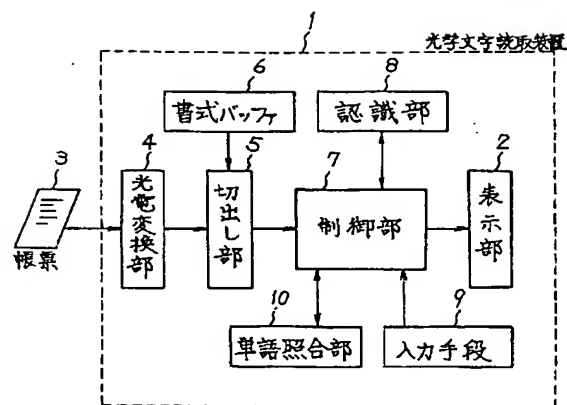 1
光学文字読取装置
6
書式バッファ
8
認識部
3
帳票
4
光電変換部
5
切出し部
7
制御部
2
表示部
10
単語照合部
9
入力手段